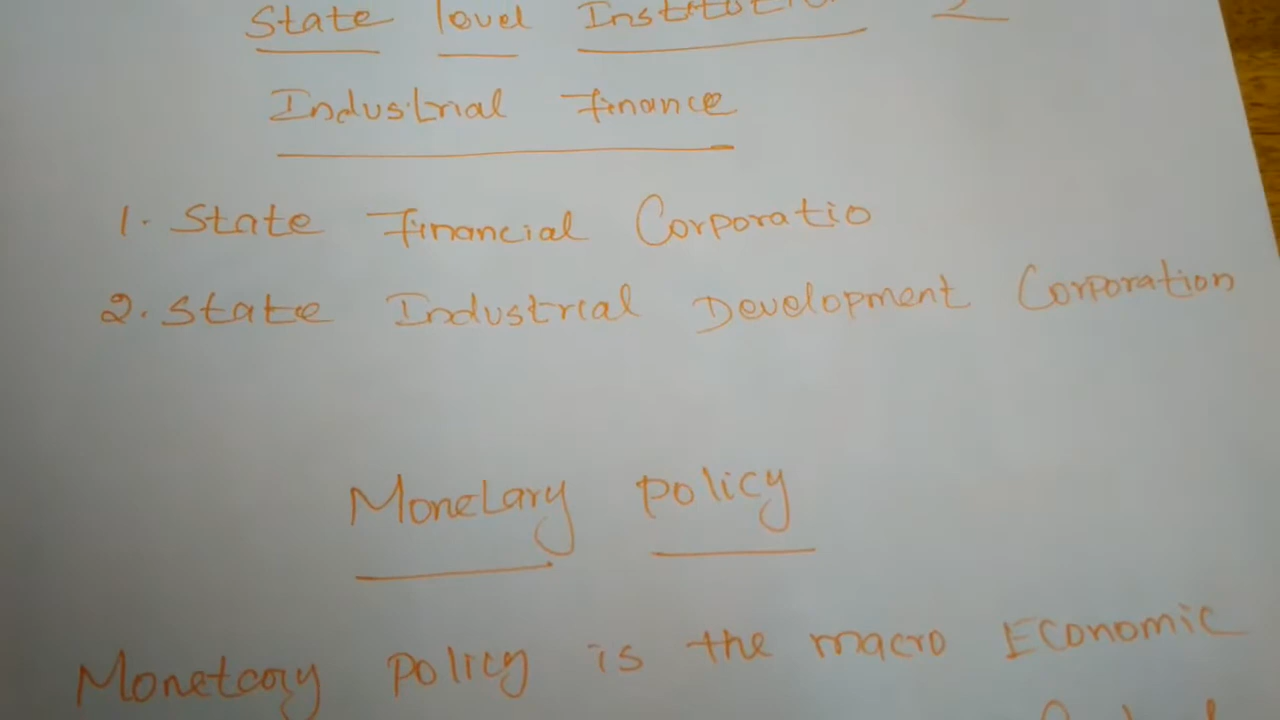 State level
Industrial Finance
1. State Financial Corporatio
2. State Industrial Development Corporation
Monetary policy
Monetary policy is the macro Economic